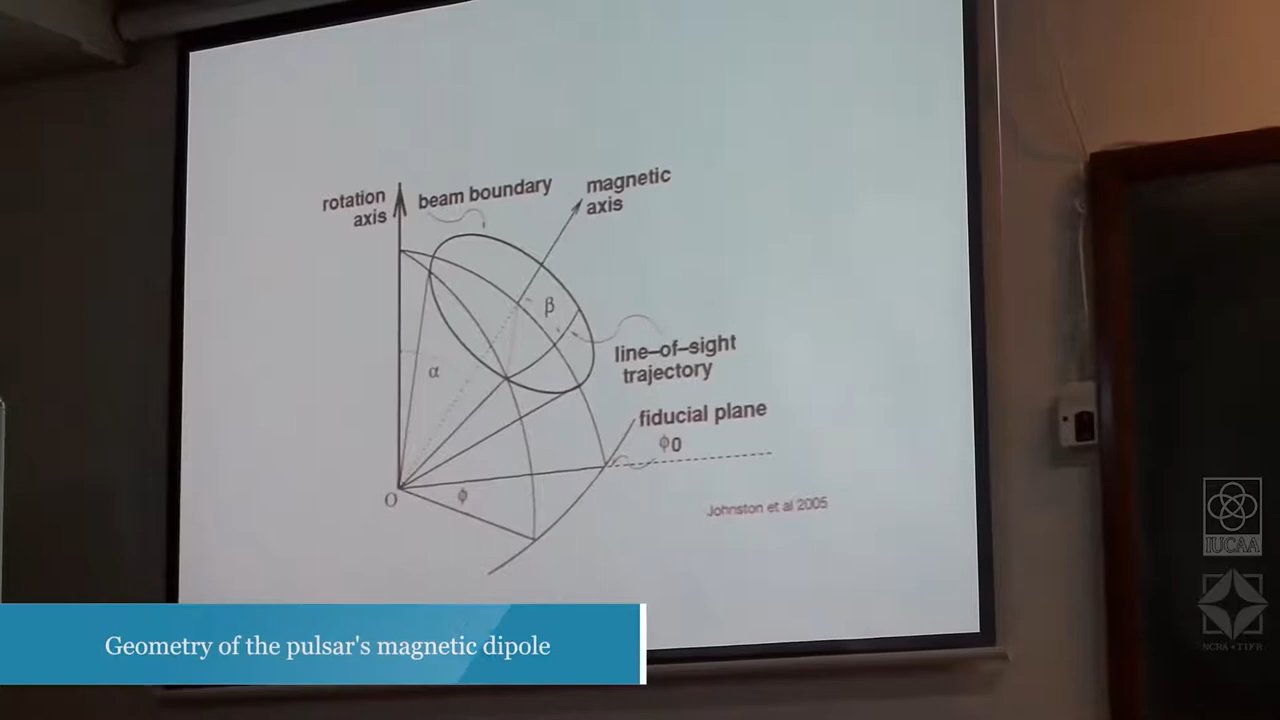 rotation
axis
beam boundary
magnetic
axis
β
line–of–sight
trajectory
α
fiducial plane
ϕ0
O
ϕ
Johnston et al 2005
IUCAA
NCRA • TIFR
Geometry of the pulsar's magnetic dipole